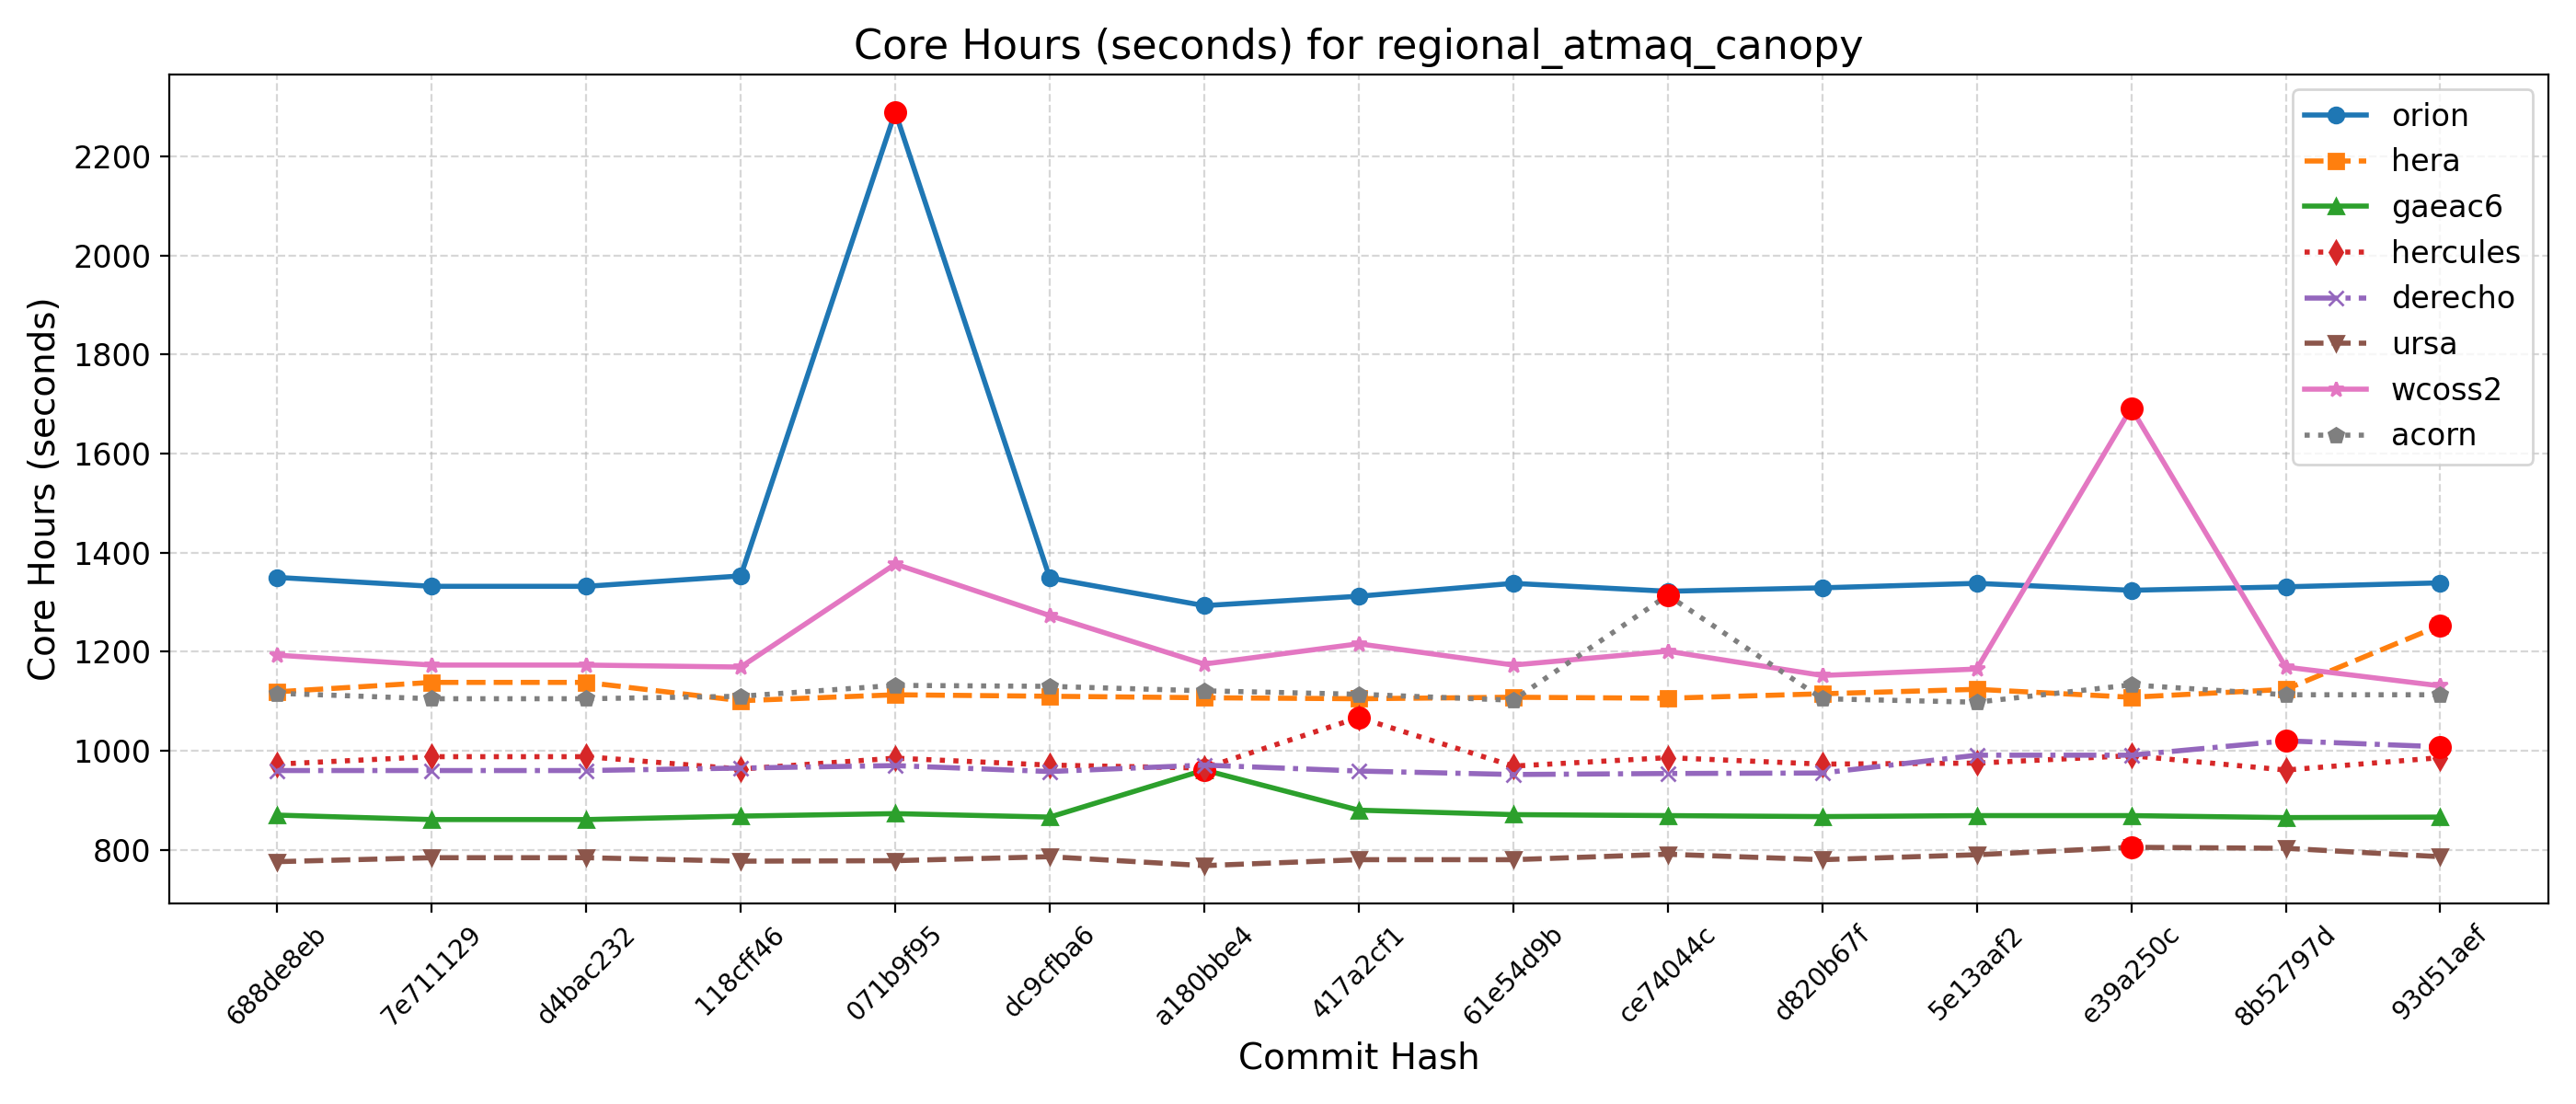 Core Hours (seconds) for regional_atmaq_canopy
Core Hours (seconds)
2200
2000
1800
1600
1400
1200
1000
800
orion
hera
gaeac6
hercules
derecho
ursa
wcoss2
acorn
688de8eb
7e711129
d4bac232
118cff46
071b9f95
dc9cfba6
a180bbe4
417a2cf1
61e54d9b
ce74044c
d820b67f
5e13aaf2
e39a250c
8b52797d
93d51aef
Commit Hash